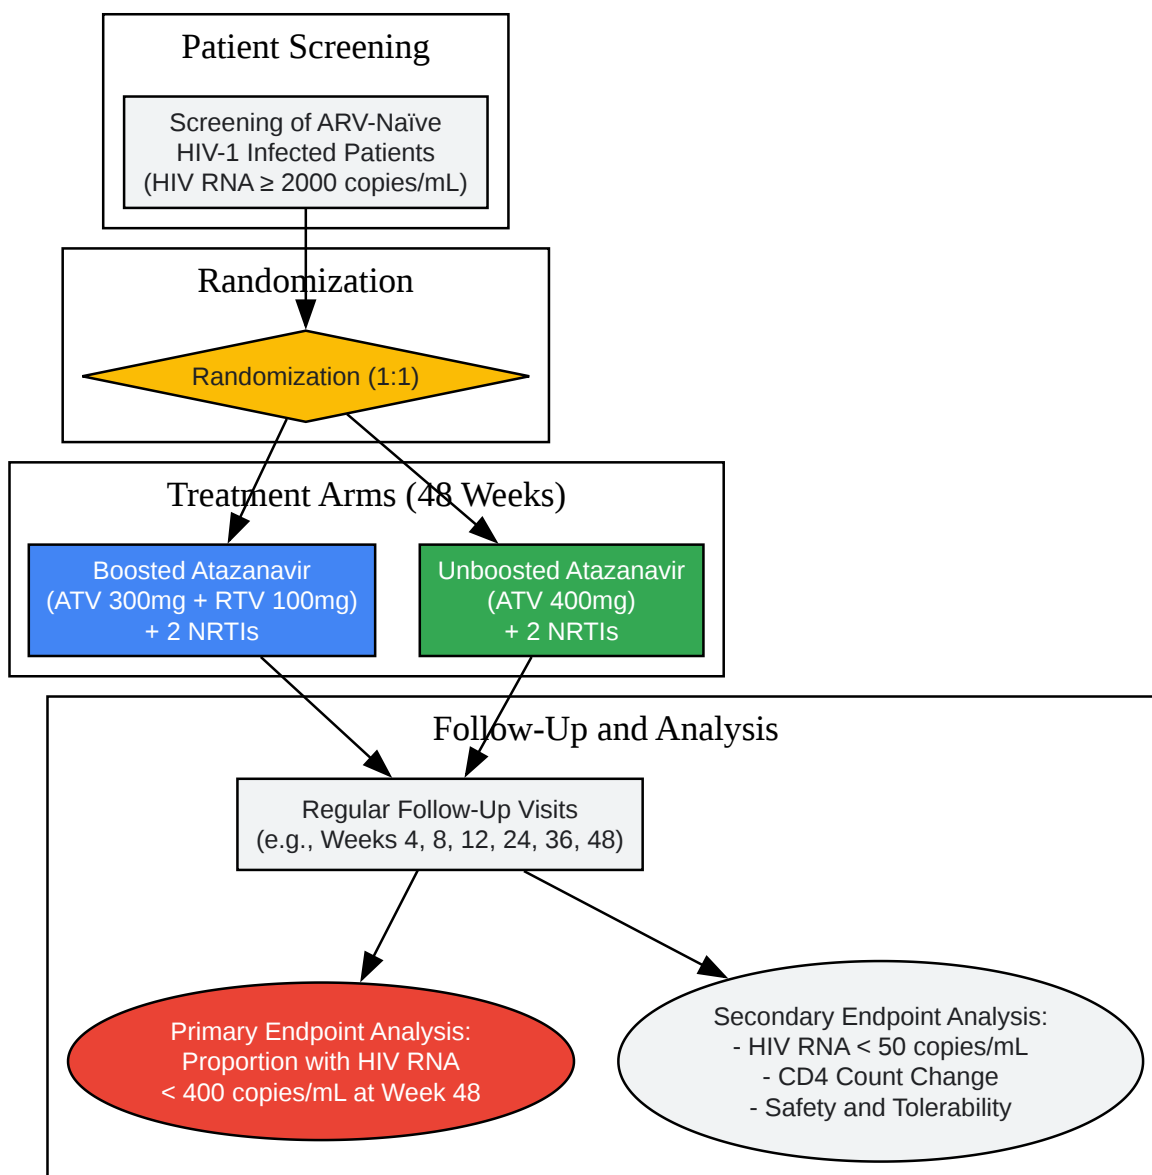 Patient Screening
Screening of ARV-Naïve
HIV-1 Infected Patients
(HIV RNA ≥ 2000 copies/mL)
Randomization
Randomization (1:1)
Treatment Arms (48 Weeks)
Boosted Atazanavir
(ATV 300mg + RTV 100mg)
+ 2 NRTIs
Unboosted Atazanavir
(ATV 400mg)
+ 2 NRTIs
Follow-Up and Analysis
Regular Follow-Up Visits
(e.g., Weeks 4, 8, 12, 24, 36, 48)
Primary Endpoint Analysis:
Proportion with HIV RNA
< 400 copies/mL at Week 48
Secondary Endpoint Analysis:
- HIV RNA < 50 copies/mL
- CD4 Count Change
- Safety and Tolerability